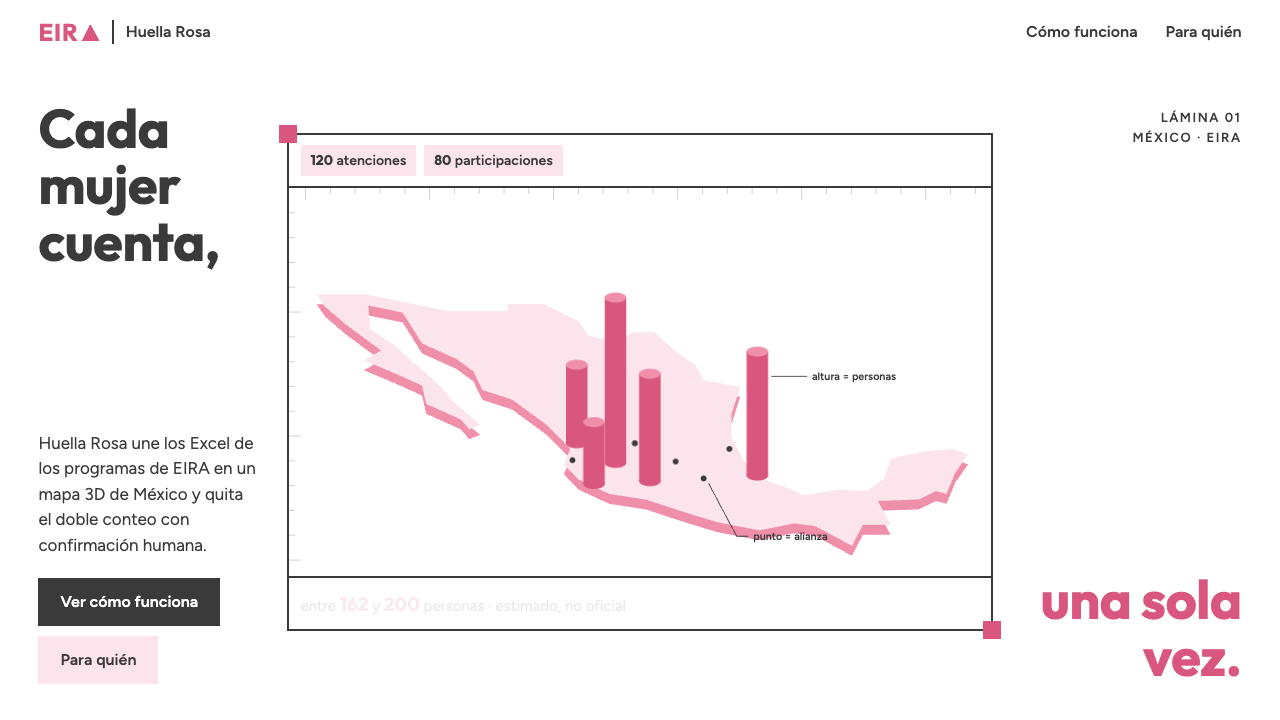 EIRA
Huella Rosa
Cómo funciona
Para quién
Cada
mujer
cuenta,
LÁMINA 01
MÉXICO · EIRA
120 atenciones
80 participaciones
altura = personas
punto = alianza
Huella Rosa une los Excel de
los programas de EIRA en un
mapa 3D de México y quita
el doble conteo con
confirmación humana.
Ver cómo funciona
Para quién
entre 162 y 200 personas · estimado, no oficial
una sola
vez.